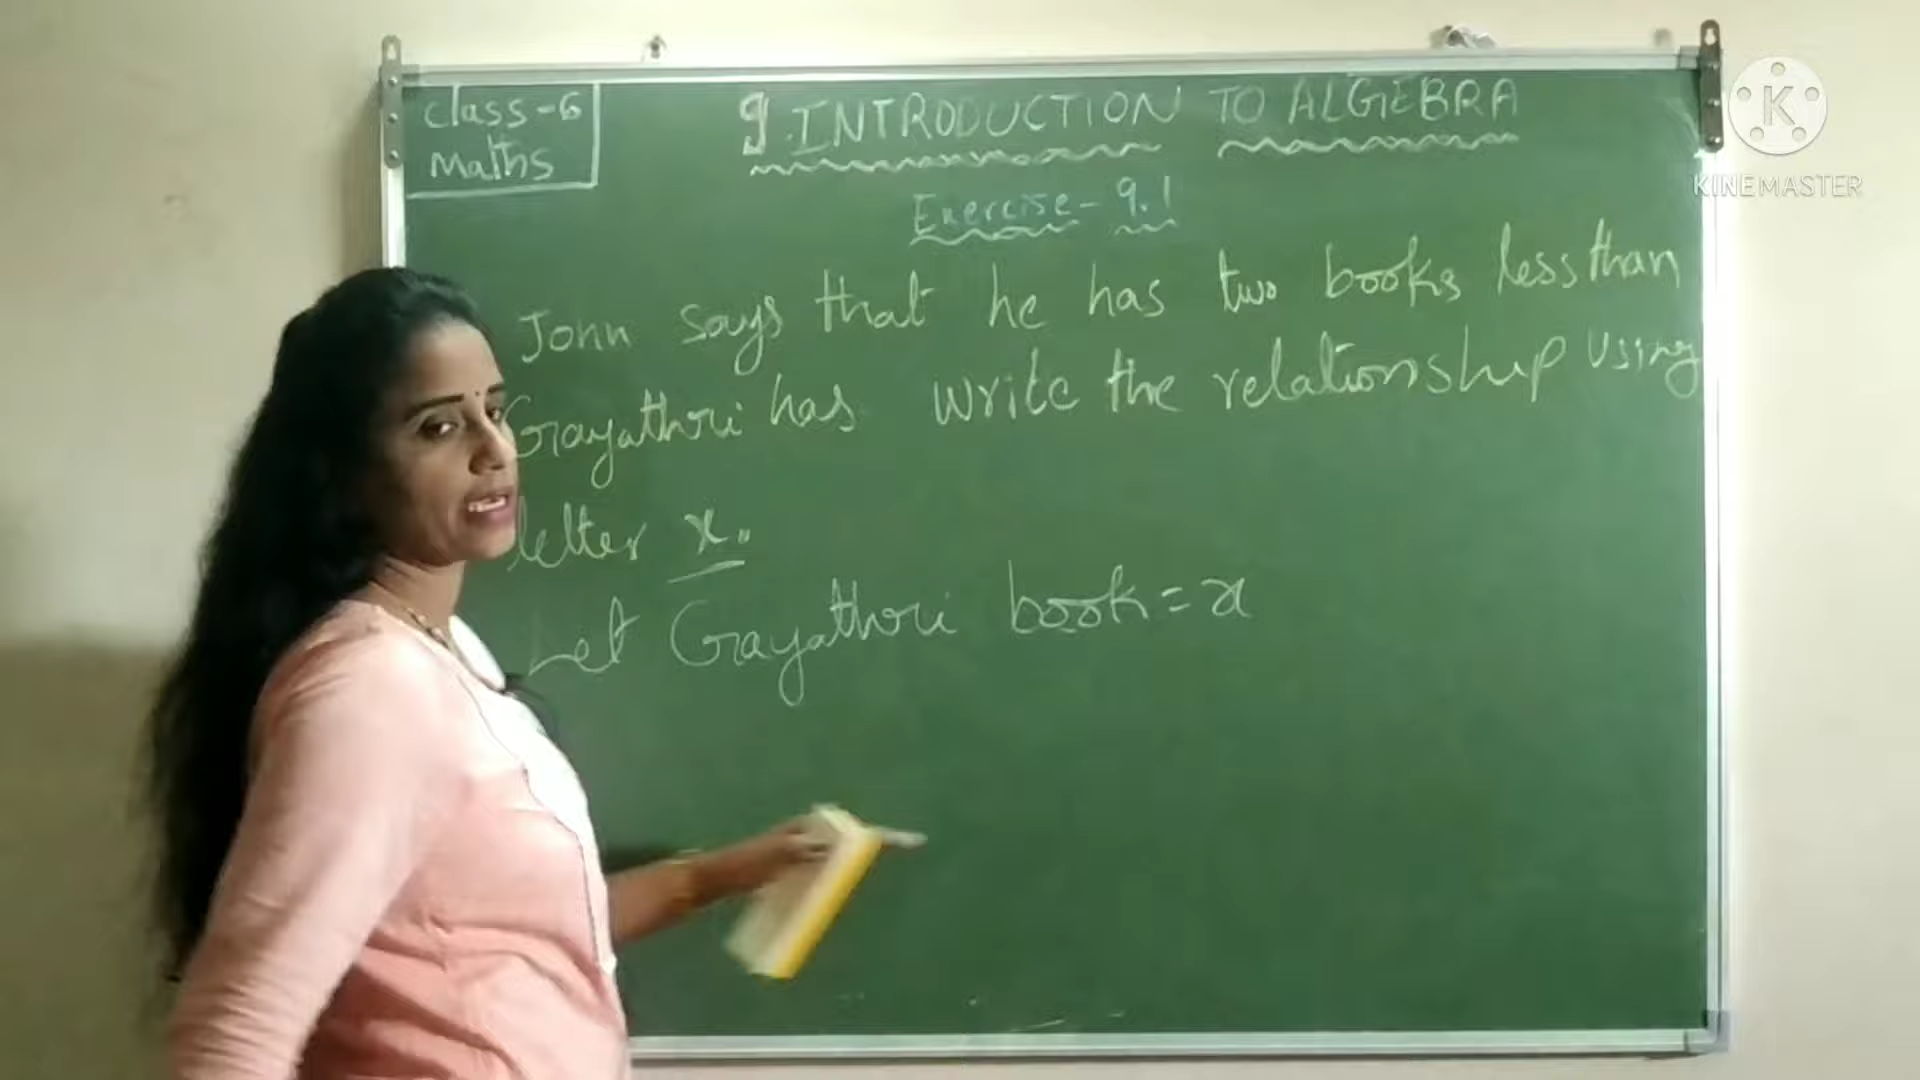 class-6
Maths
9. INTRODUCTION TO ALGEBRA
Exercise - 9.1
John says that he has two books less than
Gayathri has write the relationship using
letter x.
Let Gayathri book = x
K
KINEMASTER